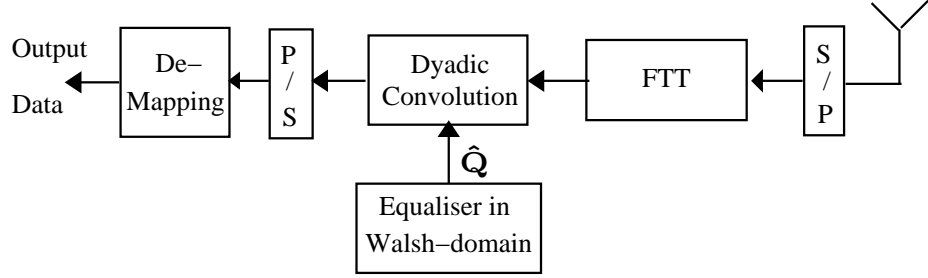 Output
Data
De−
Mapping
P
/
S
Dyadic
Convolution
FTT
S
/
P
Q̂
Equaliser in
Walsh−domain